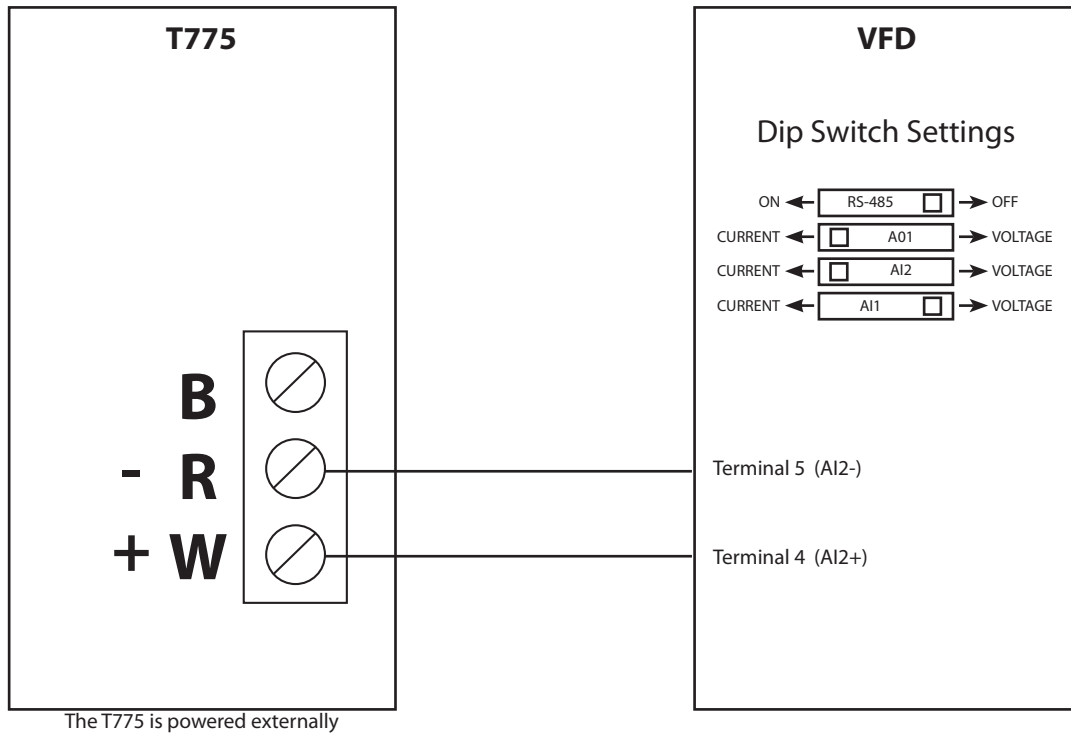 T775
VFD
Dip Switch Settings
ON RS-485 OFF
CURRENT A01 VOLTAGE
CURRENT AI2 VOLTAGE
CURRENT AI1 VOLTAGE
B
- R
+ W
Terminal 5 (AI2-)
Terminal 4 (AI2+)
The T775 is powered externally